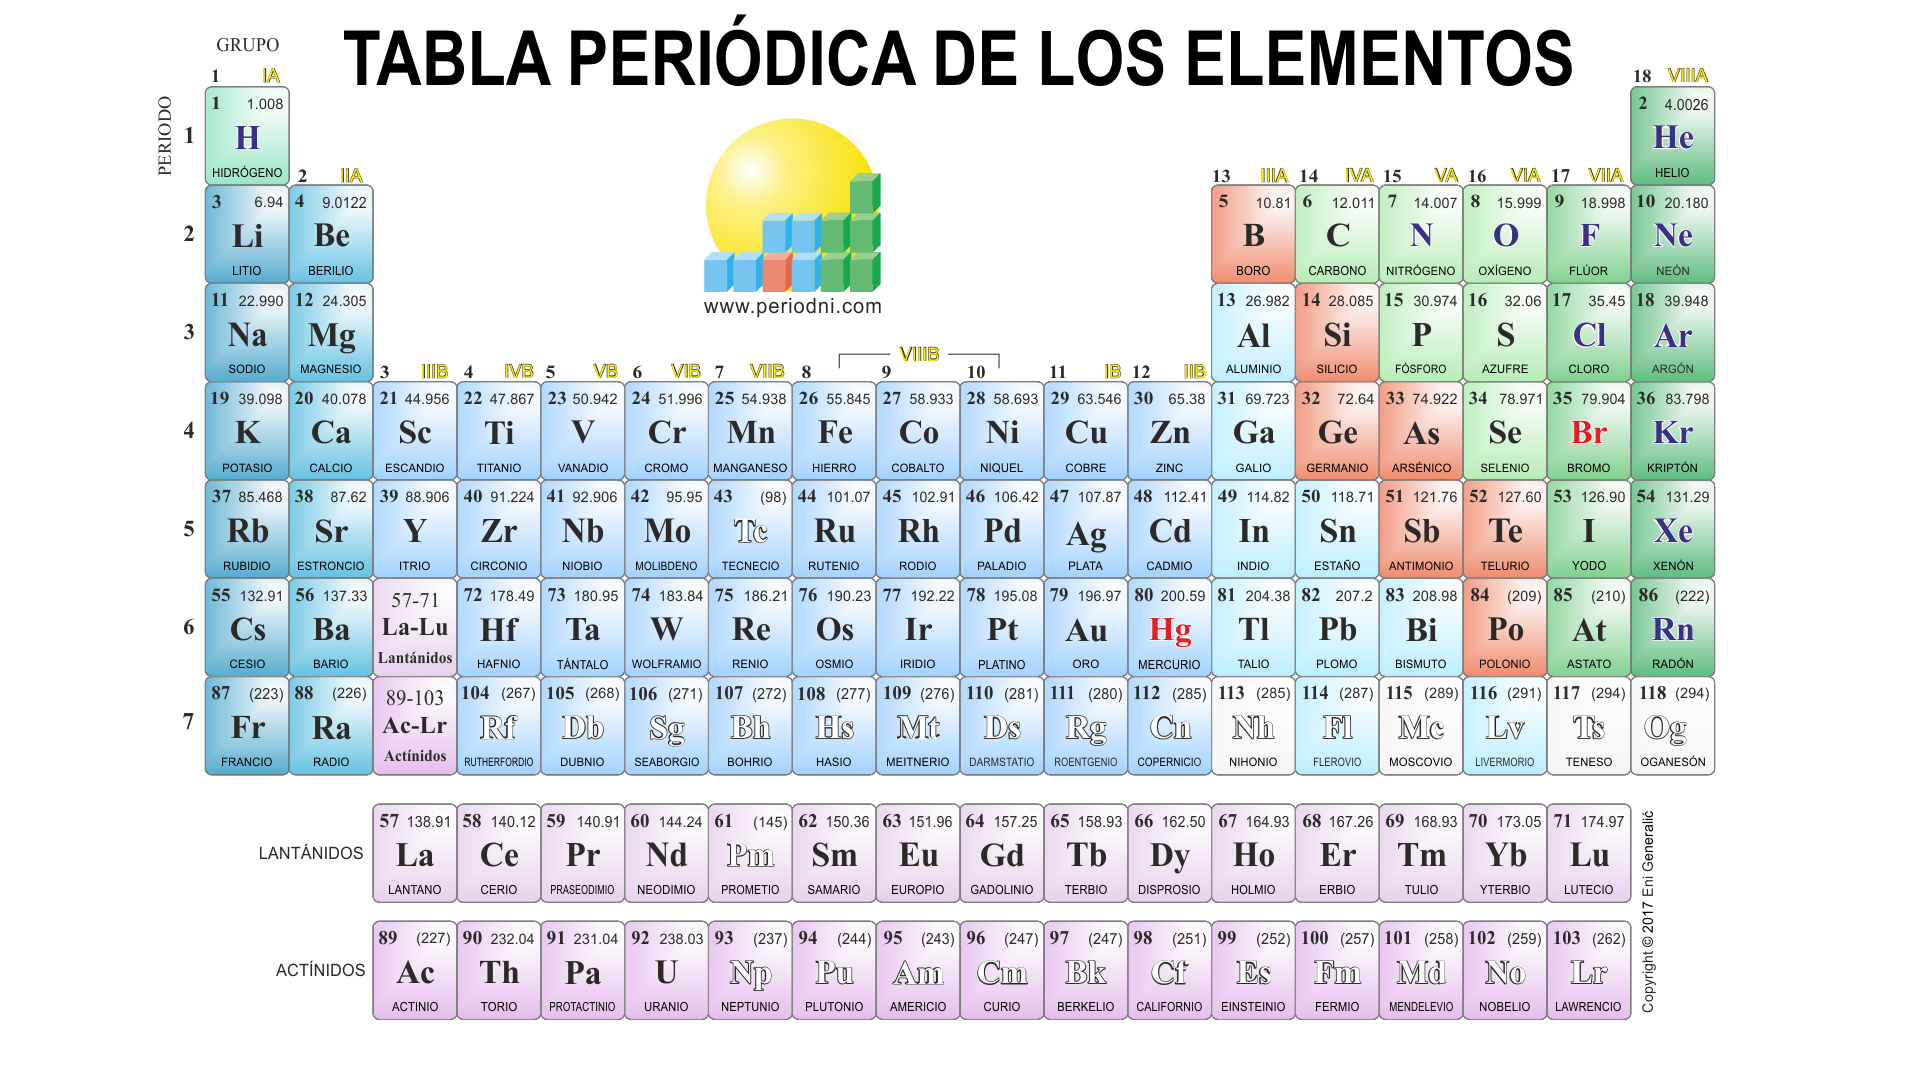 TABLA PERIÓDICA DE LOS ELEMENTOS
GRUPO
PERIODO
1 IA
18 VIIIA
1
1 1.008 H HIDRÓGENO
2 4.0026 He HELIO
2 IIA
13 IIIA 14 IVA 15 VA 16 VIA 17 VIIA
2
3 6.94 Li LITIO
4 9.0122 Be BERILIO
5 10.81 B BORO
6 12.011 C CARBONO
7 14.007 N NITRÓGENO
8 15.999 O OXÍGENO
9 18.998 F FLÚOR
10 20.180 Ne NEÓN
www.periodni.com
3
11 22.990 Na SODIO
12 24.305 Mg MAGNESIO
13 26.982 Al ALUMINIO
14 28.085 Si SILICIO
15 30.974 P FÓSFORO
16 32.06 S AZUFRE
17 35.45 Cl CLORO
18 39.948 Ar ARGÓN
3 IIIB 4 IVB 5 VB 6 VIB 7 VIIB 8 9 10 VIIIB 11 IB 12 IIB
4
19 39.098 K POTASIO
20 40.078 Ca CALCIO
21 44.956 Sc ESCANDIO
22 47.867 Ti TITANIO
23 50.942 V VANADIO
24 51.996 Cr CROMO
25 54.938 Mn MANGANESO
26 55.845 Fe HIERRO
27 58.933 Co COBALTO
28 58.693 Ni NIQUEL
29 63.546 Cu COBRE
30 65.38 Zn ZINC
31 69.723 Ga GALIO
32 72.64 Ge GERMANIO
33 74.922 As ARSÉNICO
34 78.971 Se SELENIO
35 79.904 Br BROMO
36 83.798 Kr KRIPTÓN
5
37 85.468 Rb RUBIDIO
38 87.62 Sr ESTRONCIO
39 88.906 Y ITRIO
40 91.224 Zr CIRCONIO
41 92.906 Nb NIOBIO
42 95.95 Mo MOLIBDENO
43 (98) Tc TECNECIO
44 101.07 Ru RUTENIO
45 102.91 Rh RODIO
46 106.42 Pd PALADIO
47 107.87 Ag PLATA
48 112.41 Cd CADMIO
49 114.82 In INDIO
50 118.71 Sn ESTAÑO
51 121.76 Sb ANTIMONIO
52 127.60 Te TELURIO
53 126.90 I YODO
54 131.29 Xe XENÓN
6
55 132.91 Cs CESIO
56 137.33 Ba BARIO
57-71 La-Lu Lantánidos
72 178.49 Hf HAFNIO
73 180.95 Ta TÁNTALO
74 183.84 W WOLFRAMIO
75 186.21 Re RENIO
76 190.23 Os OSMIO
77 192.22 Ir IRIDIO
78 195.08 Pt PLATINO
79 196.97 Au ORO
80 200.59 Hg MERCURIO
81 204.38 Tl TALIO
82 207.2 Pb PLOMO
83 208.98 Bi BISMUTO
84 (209) Po POLONIO
85 (210) At ASTATO
86 (222) Rn RADÓN
7
87 (223) Fr FRANCIO
88 (226) Ra RADIO
89-103 Ac-Lr Actínidos
104 (267) Rf RUTHERFORDIO
105 (268) Db DUBNIO
106 (271) Sg SEABORGIO
107 (272) Bh BOHRIO
108 (277) Hs HASIO
109 (276) Mt MEITNERIO
110 (281) Ds DARMSTATIO
111 (280) Rg ROENTGENIO
112 (285) Cn COPERNICIO
113 (285) Nh NIHONIO
114 (287) Fl FLEROVIO
115 (289) Mc MOSCOVIO
116 (291) Lv LIVERMORIO
117 (294) Ts TENESO
118 (294) Og OGANESÓN
LANTÁNIDOS
57 138.91 La LANTANO
58 140.12 Ce CERIO
59 140.91 Pr PRASEODIMIO
60 144.24 Nd NEODIMIO
61 (145) Pm PROMETIO
62 150.36 Sm SAMARIO
63 151.96 Eu EUROPIO
64 157.25 Gd GADOLINIO
65 158.93 Tb TERBIO
66 162.50 Dy DISPROSIO
67 164.93 Ho HOLMIO
68 167.26 Er ERBIO
69 168.93 Tm TULIO
70 173.05 Yb YTERBIO
71 174.97 Lu LUTECIO
ACTÍNIDOS
89 (227) Ac ACTINIO
90 232.04 Th TORIO
91 231.04 Pa PROTACTINIO
92 238.03 U URANIO
93 (237) Np NEPTUNIO
94 (244) Pu PLUTONIO
95 (243) Am AMERICIO
96 (247) Cm CURIO
97 (247) Bk BERKELIO
98 (251) Cf CALIFORNIO
99 (252) Es EINSTEINIO
100 (257) Fm FERMIO
101 (258) Md MENDELEVIO
102 (259) No NOBELIO
103 (262) Lr LAWRENCIO
Copyright © 2017 Eni Generalić